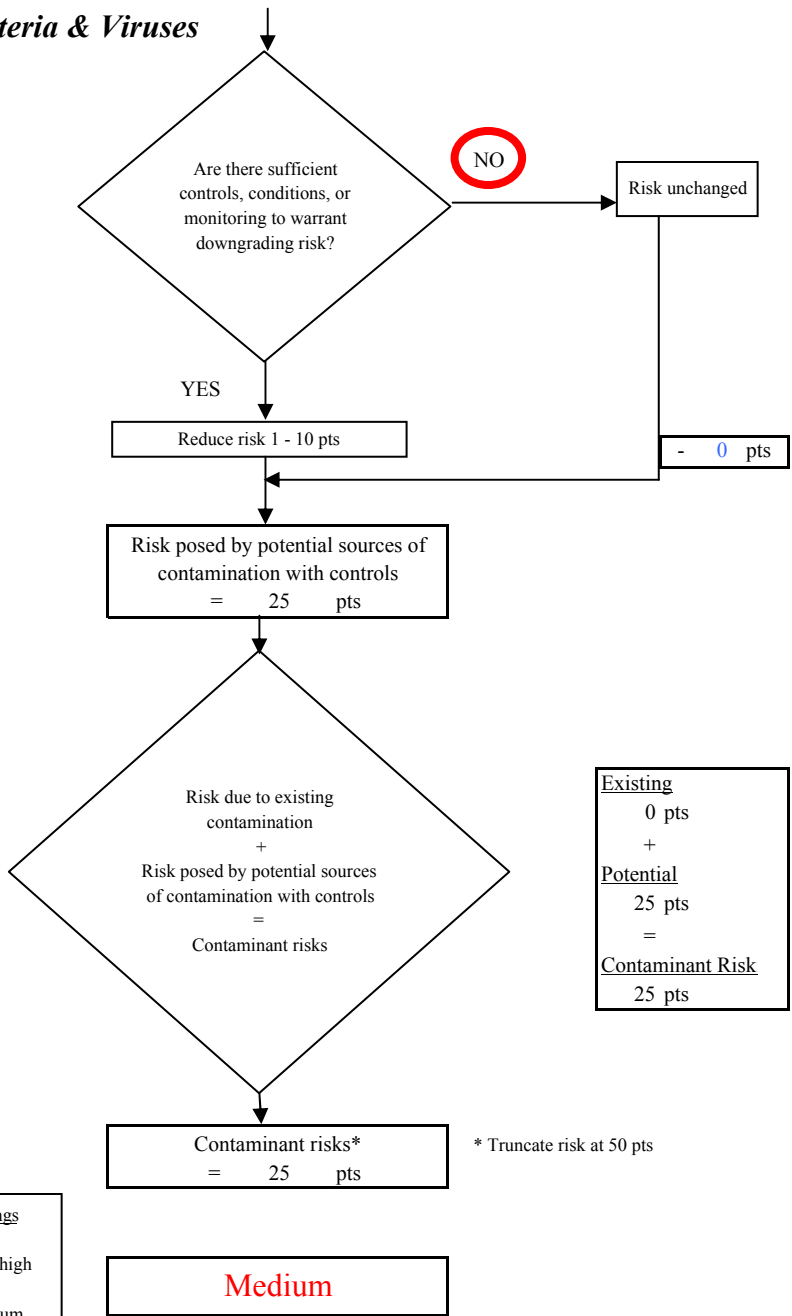 teria & Viruses
Are there sufficient
controls, conditions, or
monitoring to warrant
downgrading risk?
NO
Risk unchanged
YES
Reduce risk 1 - 10 pts
- 0 pts
Risk posed by potential sources of
contamination with controls
= 25 pts
Risk due to existing
contamination
+
Risk posed by potential sources
of contamination with controls
=
Contaminant risks
Existing
0 pts
+
Potential
25 pts
=
Contaminant Risk
25 pts
Contaminant risks*
= 25 pts
* Truncate risk at 50 pts
ngs
high
um
Medium